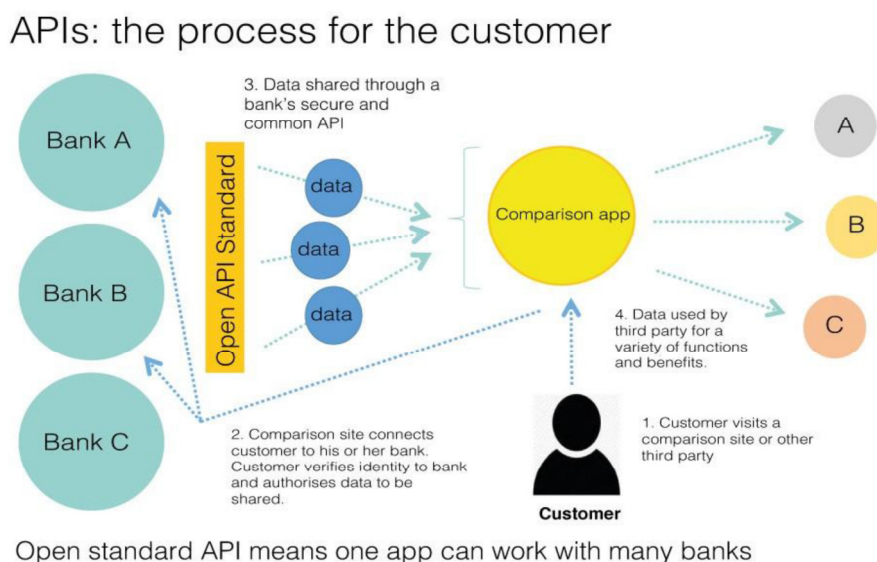 APIs: the process for the customer
Bank A
Bank B
Bank C
Open API Standard
3. Data shared through a
bank's secure and
common API
data
data
data
Comparison app
A
B
C
4. Data used by
third party for a
variety of functions
and benefits.
1. Customer visits a
comparison site or other
third party
2. Comparison site connects
customer to his or her bank.
Customer verifies identity to bank
and authorises data to be
shared.
Customer
Open standard API means one app can work with many banks